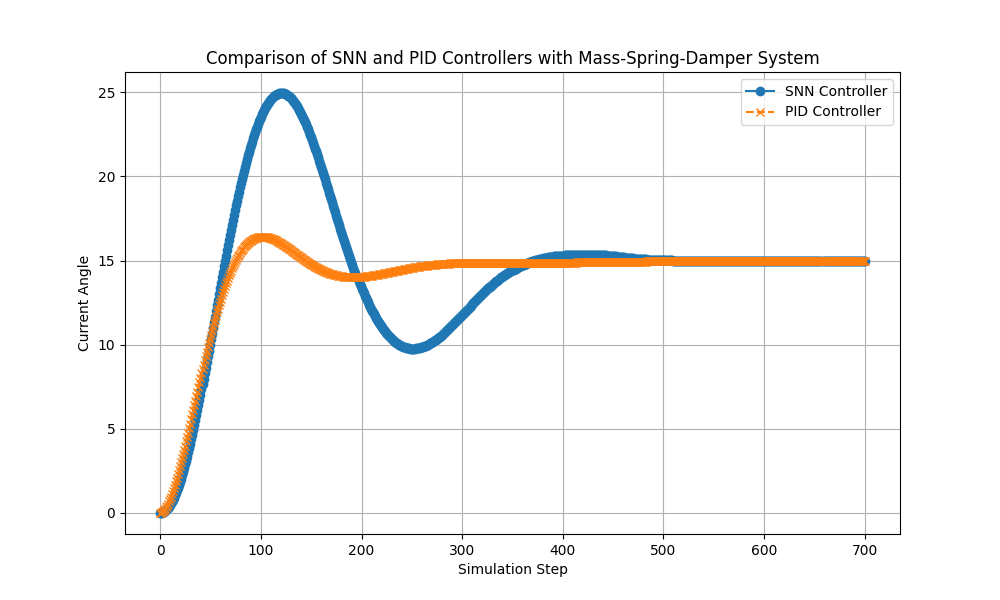 Comparison of SNN and PID Controllers with Mass-Spring-Damper System
SNN Controller
PID Controller
25
20
15
10
5
0
Current Angle
0 100 200 300 400 500 600 700
Simulation Step